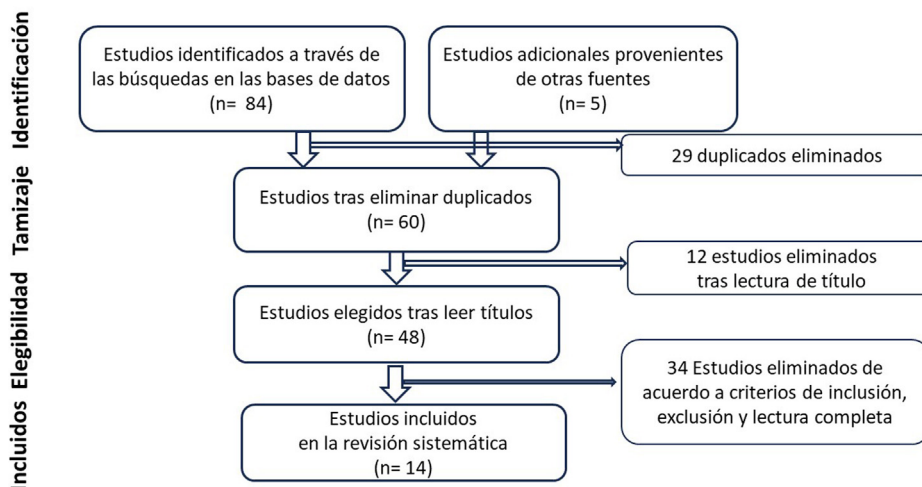 Identificación
Estudios identificados a través de
las búsquedas en las bases de datos
(n= 84)
Estudios adicionales provenientes
de otras fuentes
(n= 5)
29 duplicados eliminados
Tamizaje
Estudios tras eliminar duplicados
(n= 60)
12 estudios eliminados
tras lectura de título
Elegibilidad
Estudios elegidos tras leer títulos
(n= 48)
34 Estudios eliminados de
acuerdo a criterios de inclusión,
exclusión y lectura completa
Incluidos
Estudios incluidos
en la revisión sistemática
(n= 14)